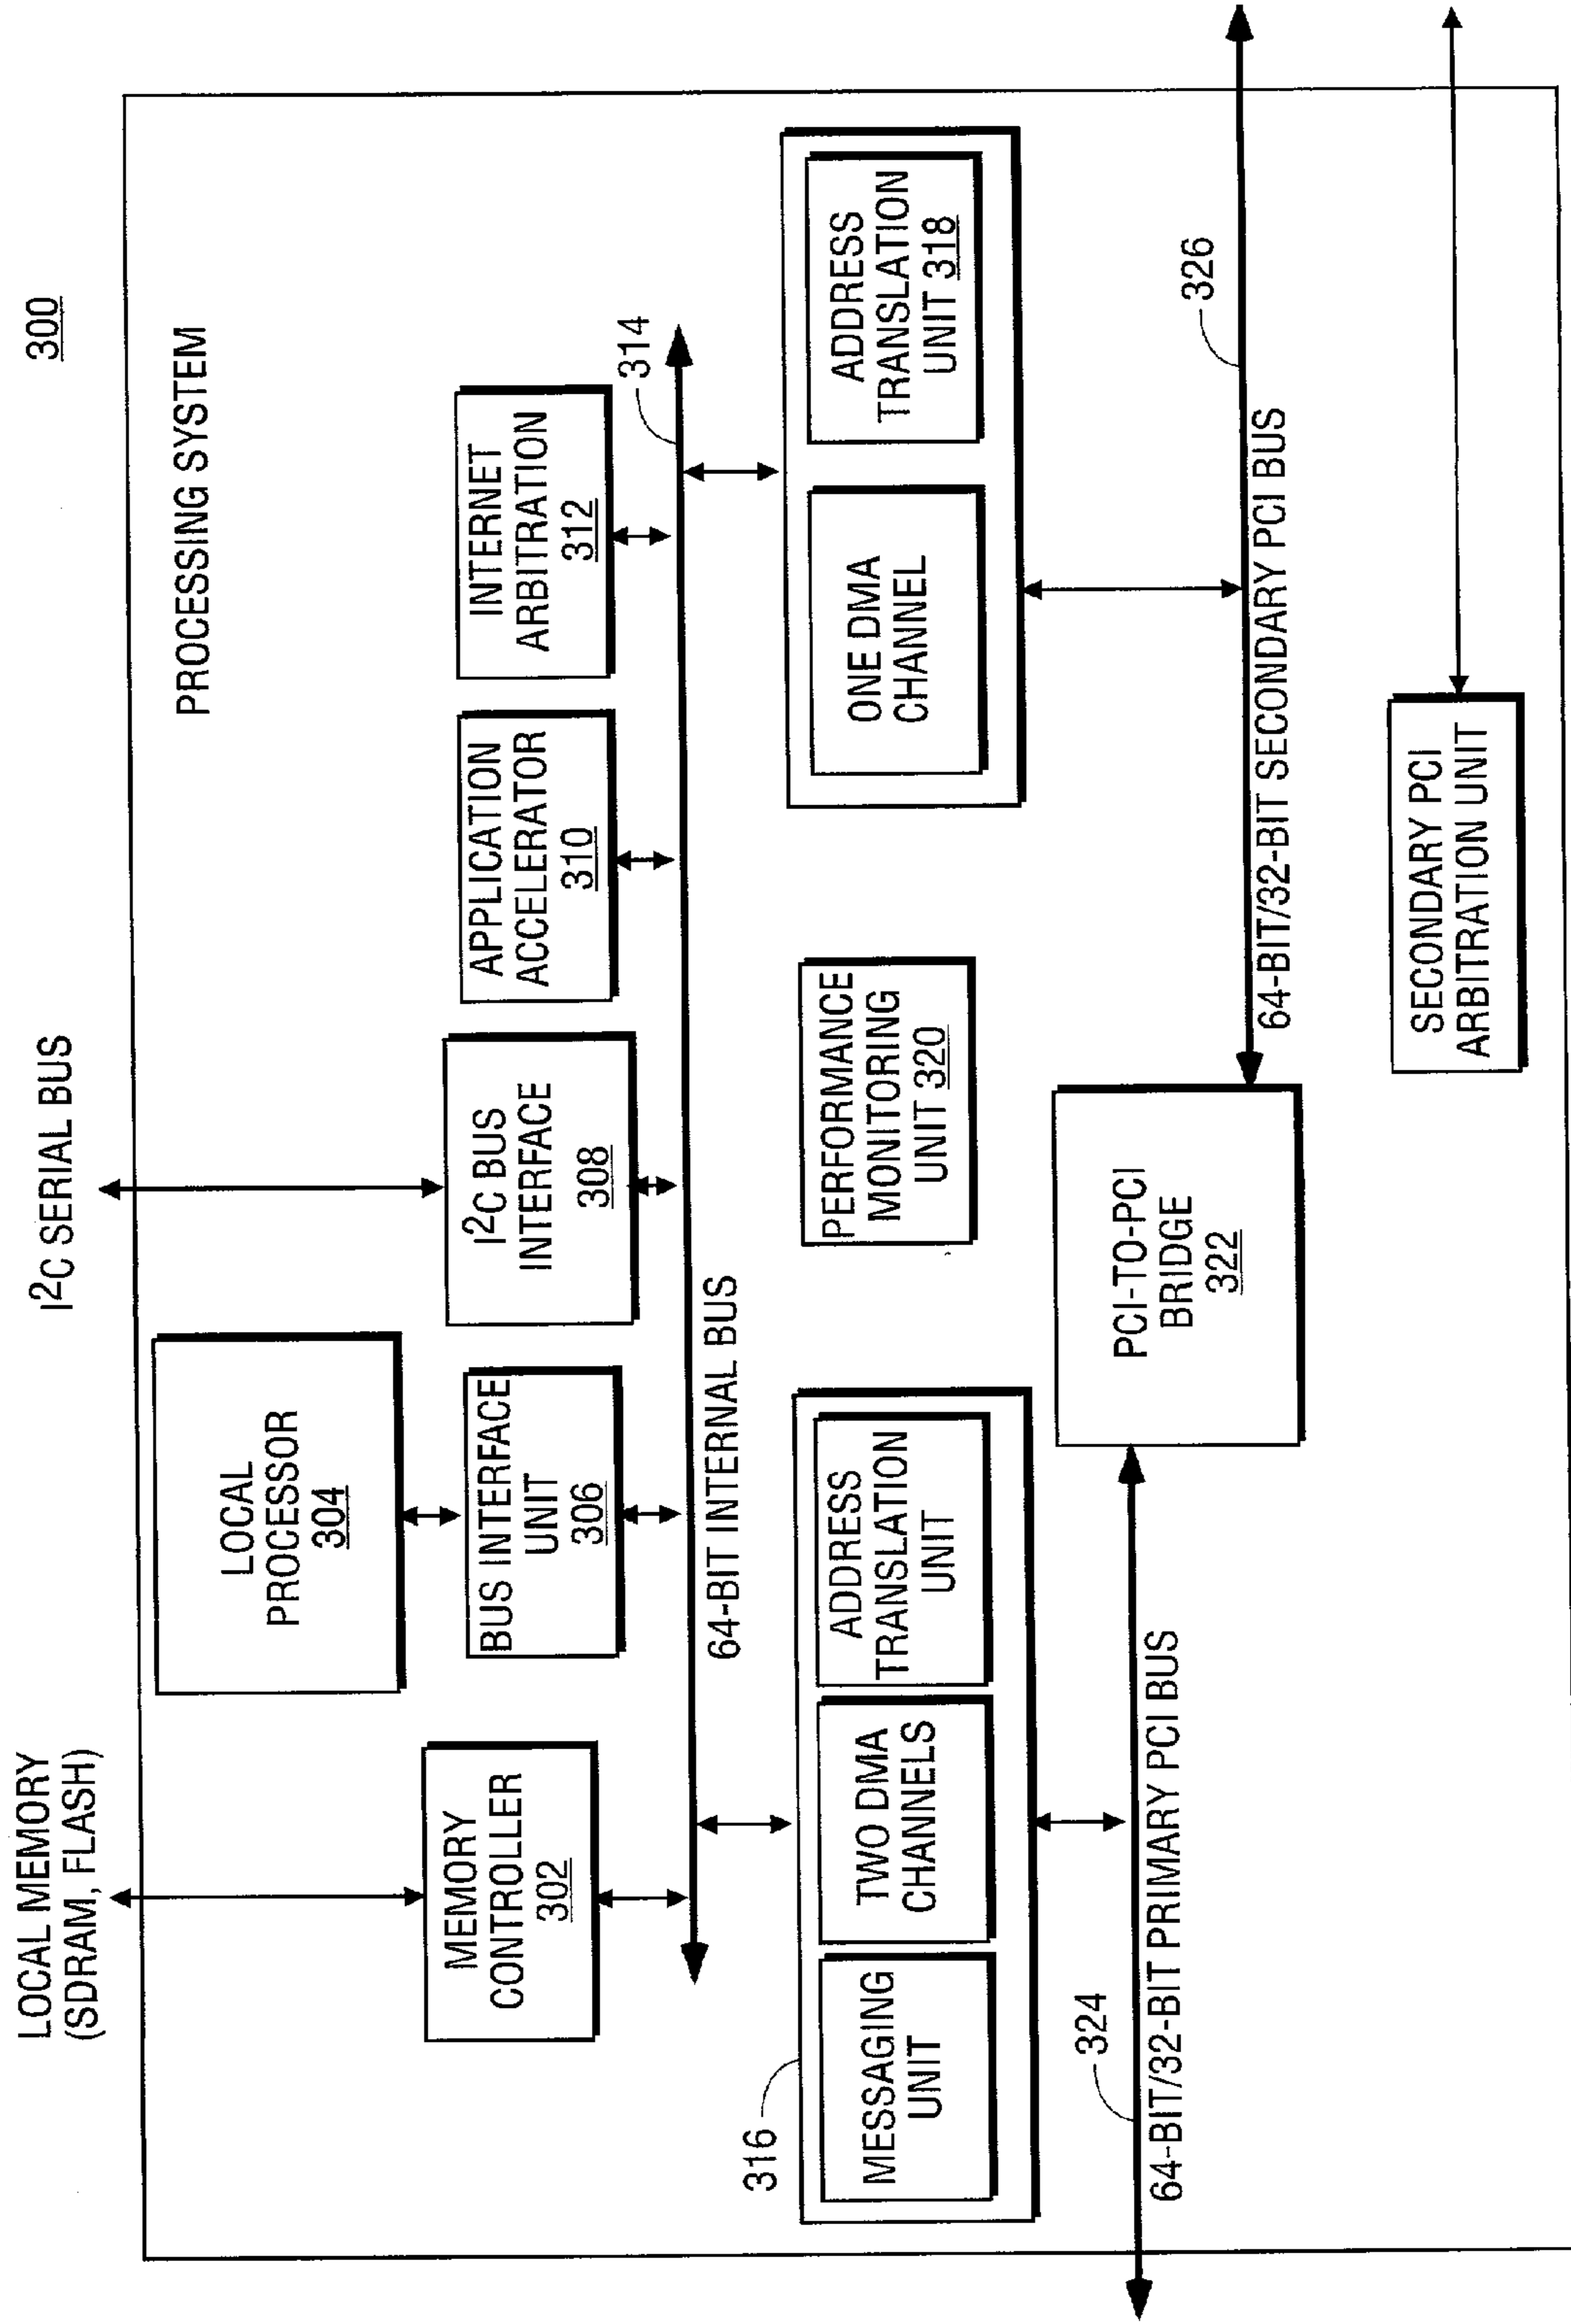 300
PROCESSING SYSTEM
LOCAL MEMORY
(SDRAM, FLASH)
I²C SERIAL BUS
LOCAL
PROCESSOR
304
MEMORY
CONTROLLER
302
BUS INTERFACE
UNIT
306
I²C BUS
INTERFACE
308
APPLICATION
ACCELERATOR
310
INTERNET
ARBITRATION
312
314
64-BIT INTERNAL BUS
316
MESSAGING
UNIT
TWO DMA
CHANNELS
ADDRESS
TRANSLATION
UNIT
PERFORMANCE
MONITORING
UNIT 320
ONE DMA
CHANNEL
ADDRESS
TRANSLATION
UNIT 318
324
64-BIT/32-BIT PRIMARY PCI BUS
PCI-TO-PCI
BRIDGE
322
326
64-BIT/32-BIT SECONDARY PCI BUS
SECONDARY PCI
ARBITRATION UNIT